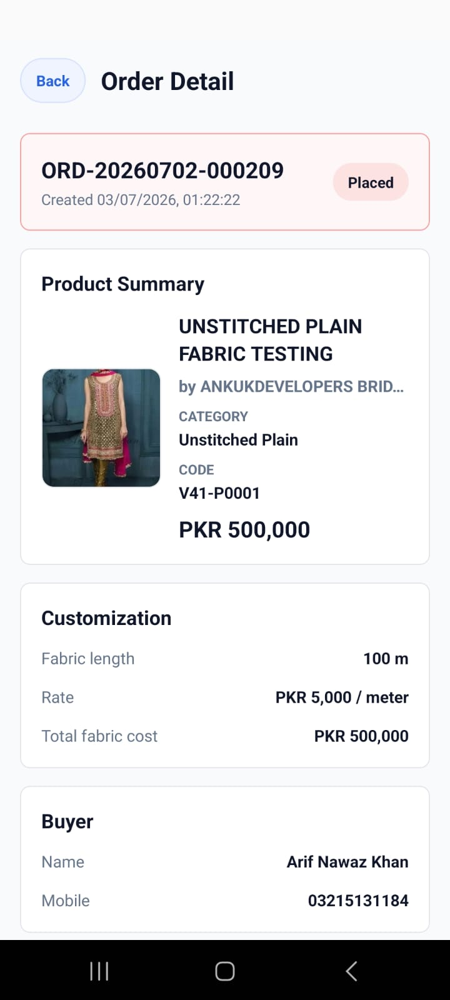 Back
Order Detail
ORD-20260702-000209
Placed
Created 03/07/2026, 01:22:22
Product Summary
UNSTITCHED PLAIN
FABRIC TESTING
by ANKUKDEVELOPERS BRID...
CATEGORY
Unstitched Plain
CODE
V41-P0001
PKR 500,000
Customization
Fabric length 100 m
Rate PKR 5,000 / meter
Total fabric cost PKR 500,000
Buyer
Name Arif Nawaz Khan
Mobile 03215131184